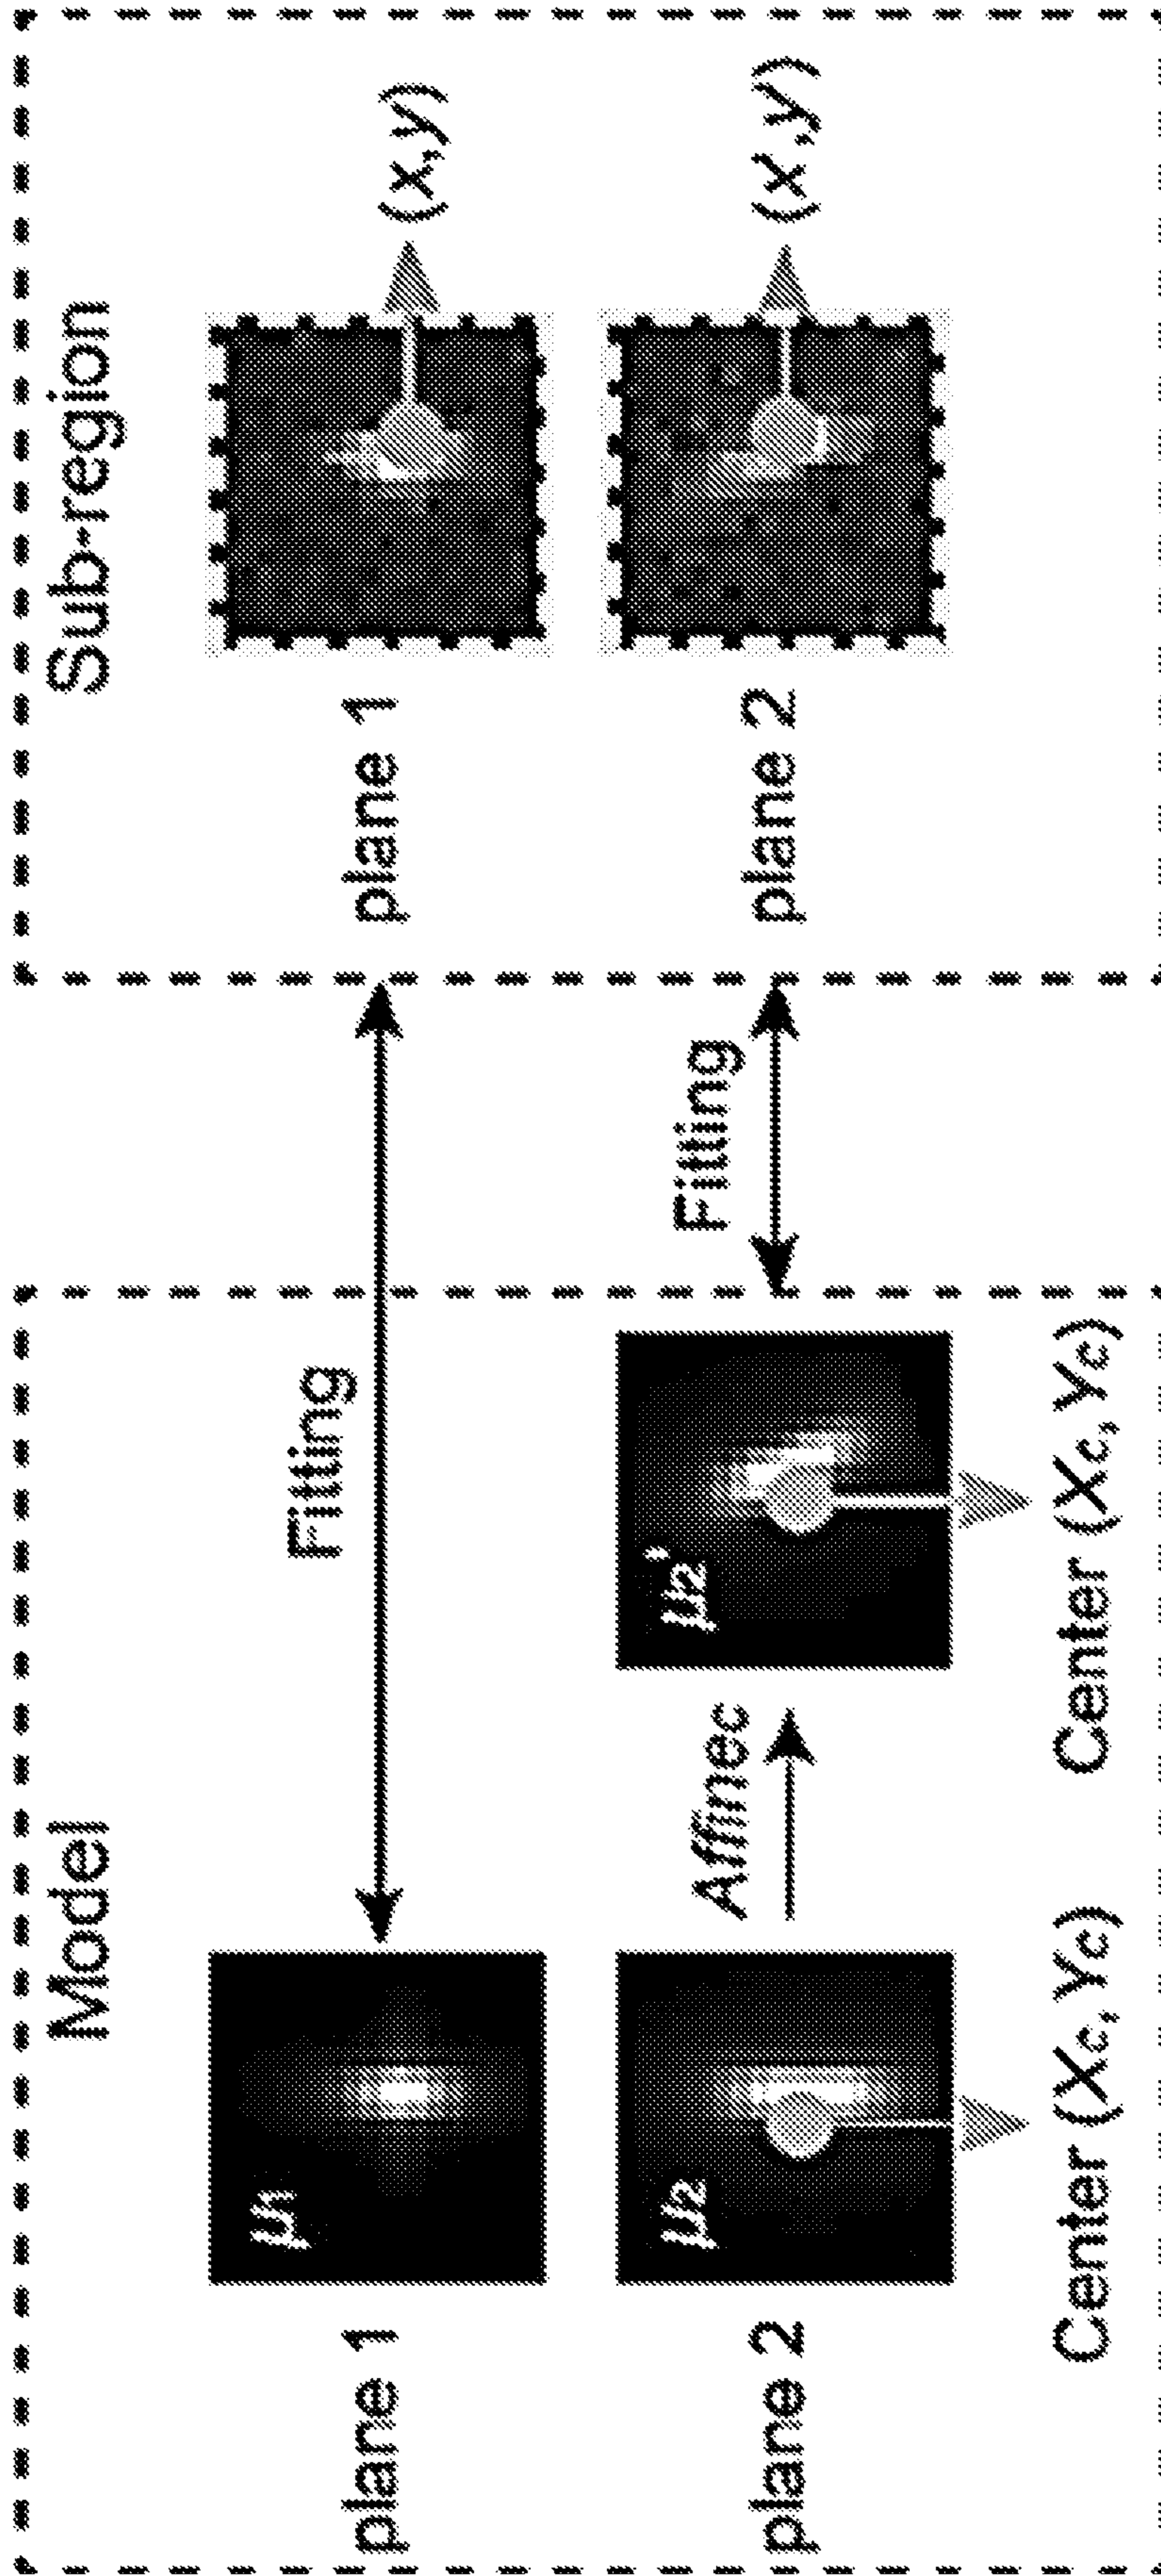 Model
plane 1
μ1
Fitting
plane 2
μ2
Affinec
μ2'
Fitting
Center (Xc, Yc)
Center (Xc, Yc)
Sub-region
plane 1
(x,y)
plane 2
(x',y')